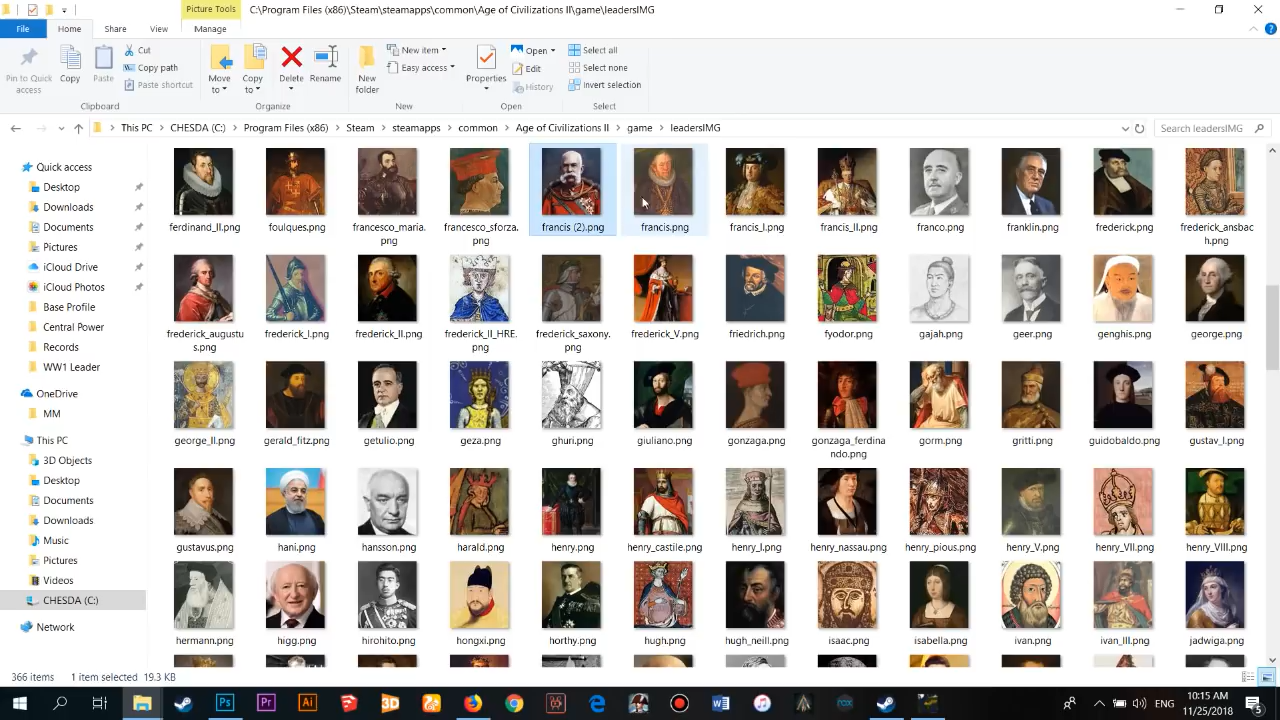 Picture Tools
C:\Program Files (x86)\Steam\steamapps\common\Age of Civilizations II\game\leadersIMG
File
Home
Share
View
Manage
Pin to Quick access
Copy
Paste
Cut
Copy path
Paste shortcut
Move to
Copy to
Delete
Rename
New folder
New item
Easy access
Properties
Open
Edit
History
Select all
Select none
Invert selection
Clipboard
Organize
New
Open
Select
This PC
CHESDA (C:)
Program Files (x86)
Steam
steamapps
common
Age of Civilizations II
game
leadersIMG
Search leadersIMG
Quick access
Desktop
Downloads
Documents
Pictures
iCloud Drive
iCloud Photos
Base Profile
Central Power
Records
WW1 Leader
OneDrive
MM
This PC
3D Objects
Desktop
Documents
Downloads
Music
Pictures
Videos
CHESDA (C:)
Network
ferdinand_II.png
foulques.png
francesco_maria.png
francesco_sforza.png
francis (2).png
francis.png
francis_I.png
francis_II.png
franco.png
franklin.png
frederick.png
frederick_ansbach.png
frederick_augustus.png
frederick_I.png
frederick_II.png
frederick_II_HRE.png
frederick_saxony.png
frederick_V.png
friedrich.png
fyodor.png
gajah.png
geer.png
genghis.png
george.png
george_II.png
gerald_fitz.png
getulio.png
geza.png
ghuri.png
giuliano.png
gonzaga.png
gonzaga_ferdinando.png
gorm.png
gritti.png
guidobaldo.png
gustav_I.png
gustavus.png
hani.png
hansson.png
harald.png
henry.png
henry_castile.png
henry_I.png
henry_nassau.png
henry_pious.png
henry_V.png
henry_VII.png
henry_VIII.png
hermann.png
higg.png
hirohito.png
hongxi.png
horthy.png
hugh.png
hugh_neill.png
isaac.png
isabella.png
ivan.png
ivan_III.png
jadwiga.png
366 items
1 item selected 19.3 KB
Ps
Pr
Ai
3D
nox
ENG
10:15 AM
11/25/2018
5